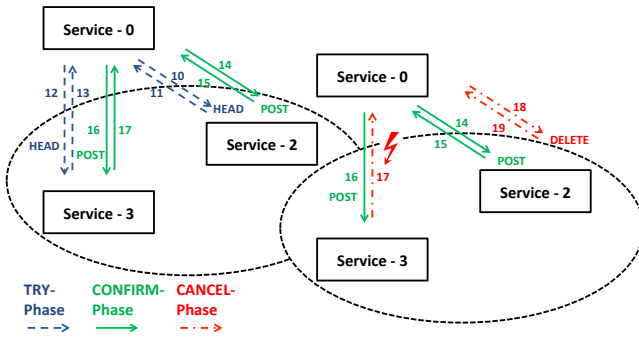 Service - 0
14
15
10
11
12
13
HEAD
POST
HEAD
16
17
POST
Service - 2
Service - 3
Service - 0
18
19
DELETE
14
15
POST
16
17
POST
Service - 2
Service - 3
TRY-
Phase
CONFIRM-
Phase
CANCEL-
Phase